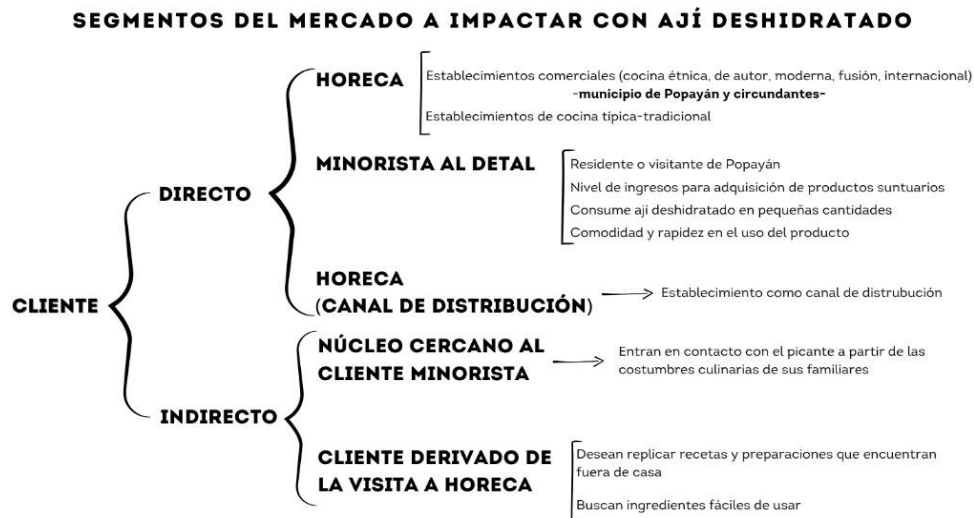 SEGMENTOS DEL MERCADO A IMPACTAR CON AJÍ DESHIDRATADO
CLIENTE
DIRECTO
HORECA
Establecimientos comerciales (cocina étnica, de autor, moderna, fusión, internacional)
-municipio de Popayán y circundantes-
Establecimientos de cocina típica-tradicional
MINORISTA AL DETAL
Residente o visitante de Popayán
Nivel de ingresos para adquisición de productos suntuarios
Consume ají deshidratado en pequeñas cantidades
Comodidad y rapidez en el uso del producto
HORECA
(CANAL DE DISTRIBUCIÓN)
Establecimiento como canal de distrubución
INDIRECTO
NÚCLEO CERCANO AL
CLIENTE MINORISTA
Entran en contacto con el picante a partir de las
costumbres culinarias de sus familiares
CLIENTE DERIVADO DE
LA VISITA A HORECA
Desean replicar recetas y preparaciones que encuentran
fuera de casa
Buscan ingredientes fáciles de usar